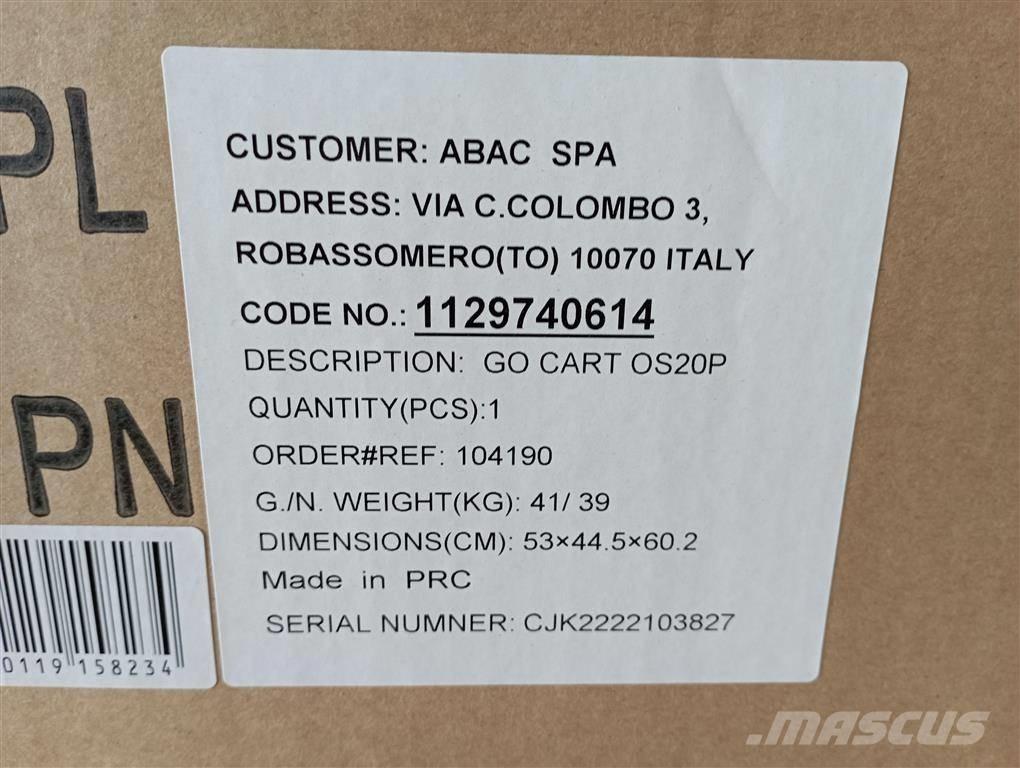 PL
PN
CUSTOMER: ABAC SPA
ADDRESS: VIA C.COLOMBO 3,
ROBASSOMERO(TO) 10070 ITALY
CODE NO.: 1129740614
DESCRIPTION: GO CART OS20P
QUANTITY(PCS):1
ORDER#REF: 104190
G./N. WEIGHT(KG): 41/ 39
DIMENSIONS(CM): 53×44.5×60.2
Made in PRC
SERIAL NUMNER: CJK2222103827
0119 158234
MASCUS